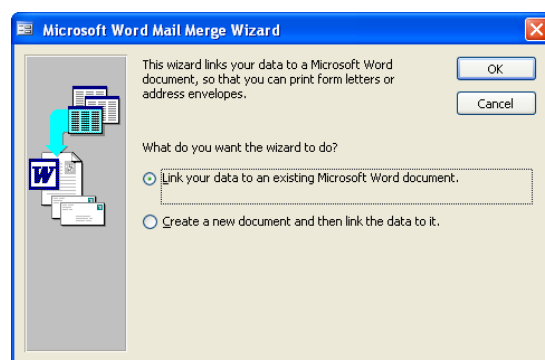 Microsoft Word Mail Merge Wizard
This wizard links your data to a Microsoft Word
document, so that you can print form letters or
address envelopes.
OK
Cancel
What do you want the wizard to do?
Link your data to an existing Microsoft Word document.
Create a new document and then link the data to it.
W